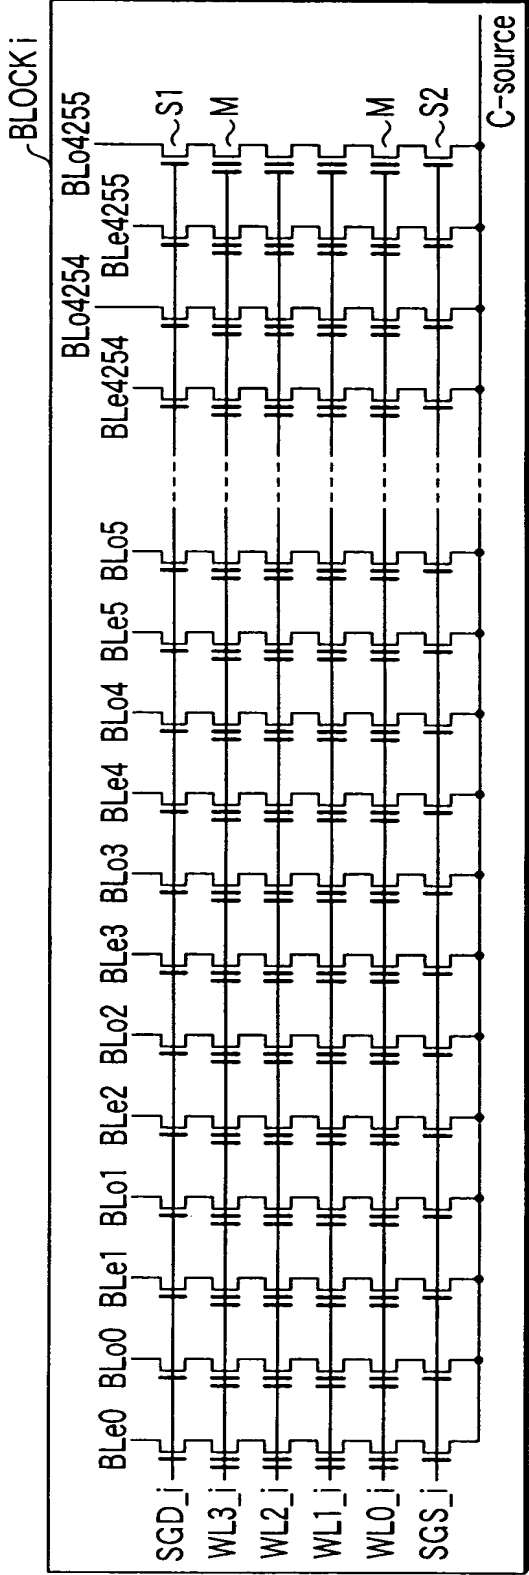 BLOCKi
BLe0 BLo0 BLe1 BLo1 BLe2 BLo2 BLe3 BLo3 BLe4 BLo4 BLe5 BLo5 BLe4254 BLo4254 BLe4255 BLo4255
SGD_i S1
WL3_i M
WL2_i
WL1_i
WL0_i M
SGS_i S2
C-source